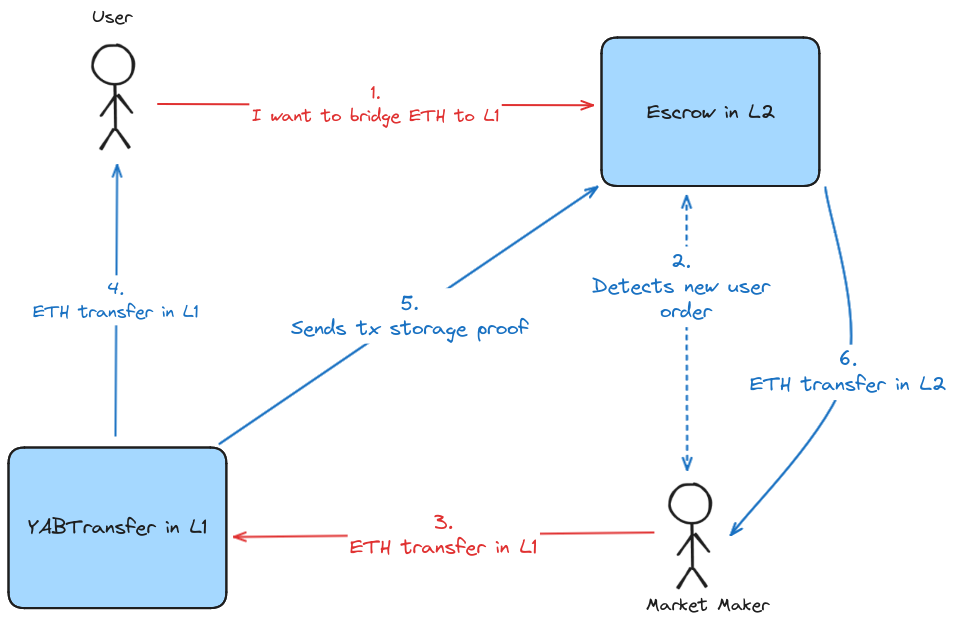 User
1.
I want to bridge ETH to L1
Escrow in L2
2.
Detects new user
order
4.
ETH transfer in L1
5.
Sends tx storage proof
6.
ETH transfer in L2
YABTransfer in L1
3.
ETH transfer in L1
Market Maker